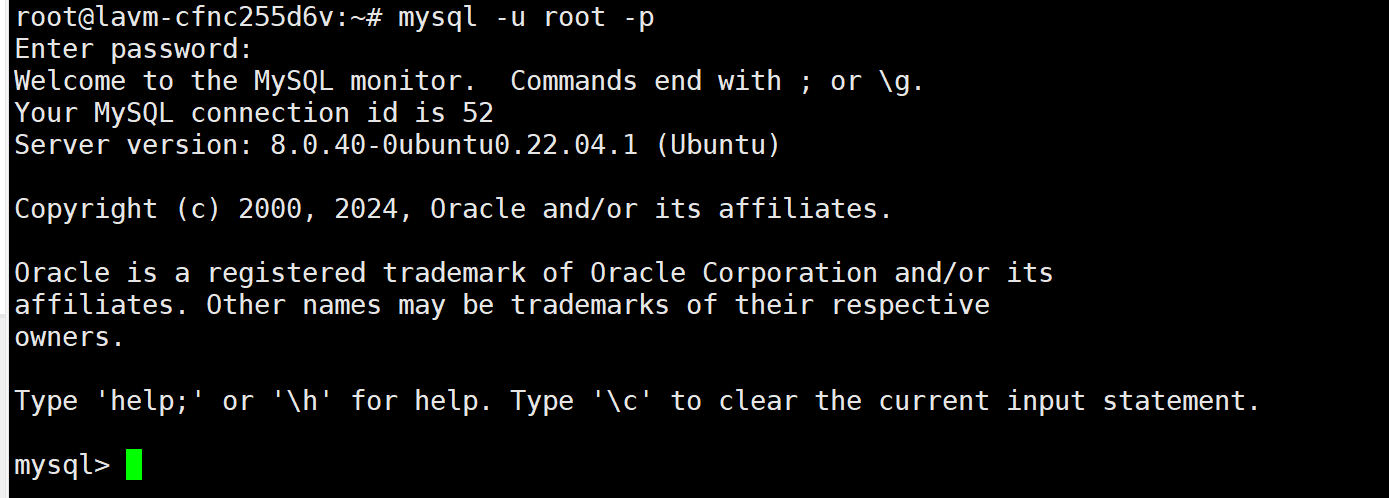 root@lavm-cfnc255d6v:~# mysql -u root -p
Enter password:
Welcome to the MySQL monitor.  Commands end with ; or \g.
Your MySQL connection id is 52
Server version: 8.0.40-0ubuntu0.22.04.1 (Ubuntu)

Copyright (c) 2000, 2024, Oracle and/or its affiliates.

Oracle is a registered trademark of Oracle Corporation and/or its
affiliates. Other names may be trademarks of their respective
owners.

Type 'help;' or '\h' for help. Type '\c' to clear the current input statement.

mysql>